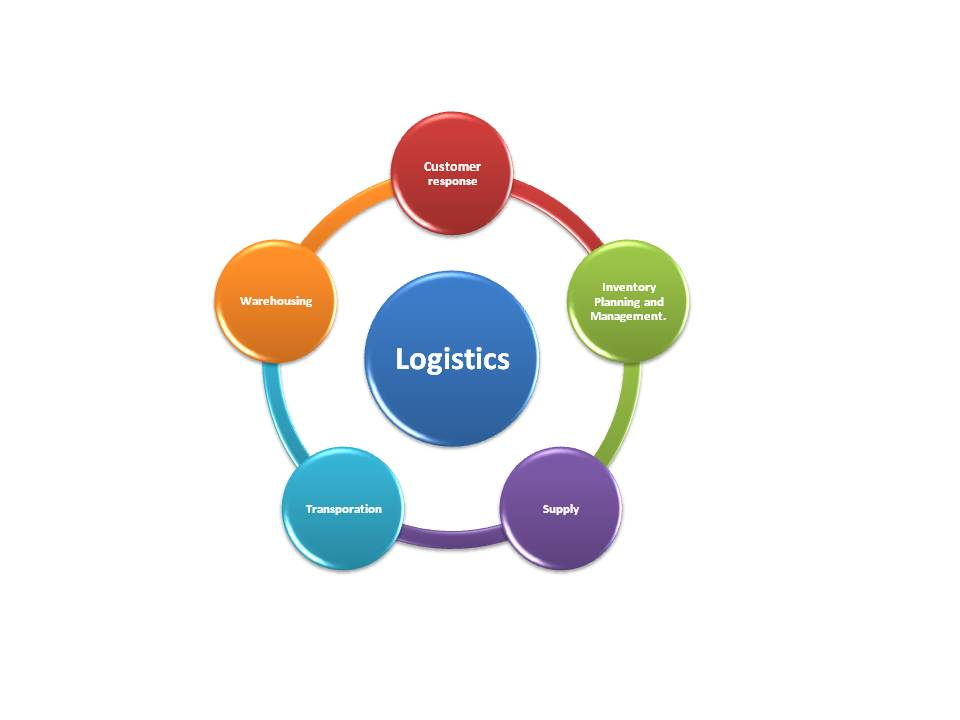 Customer
response
Inventory
Planning and
Management.
Warehousing
Logistics
Transporation
Supply